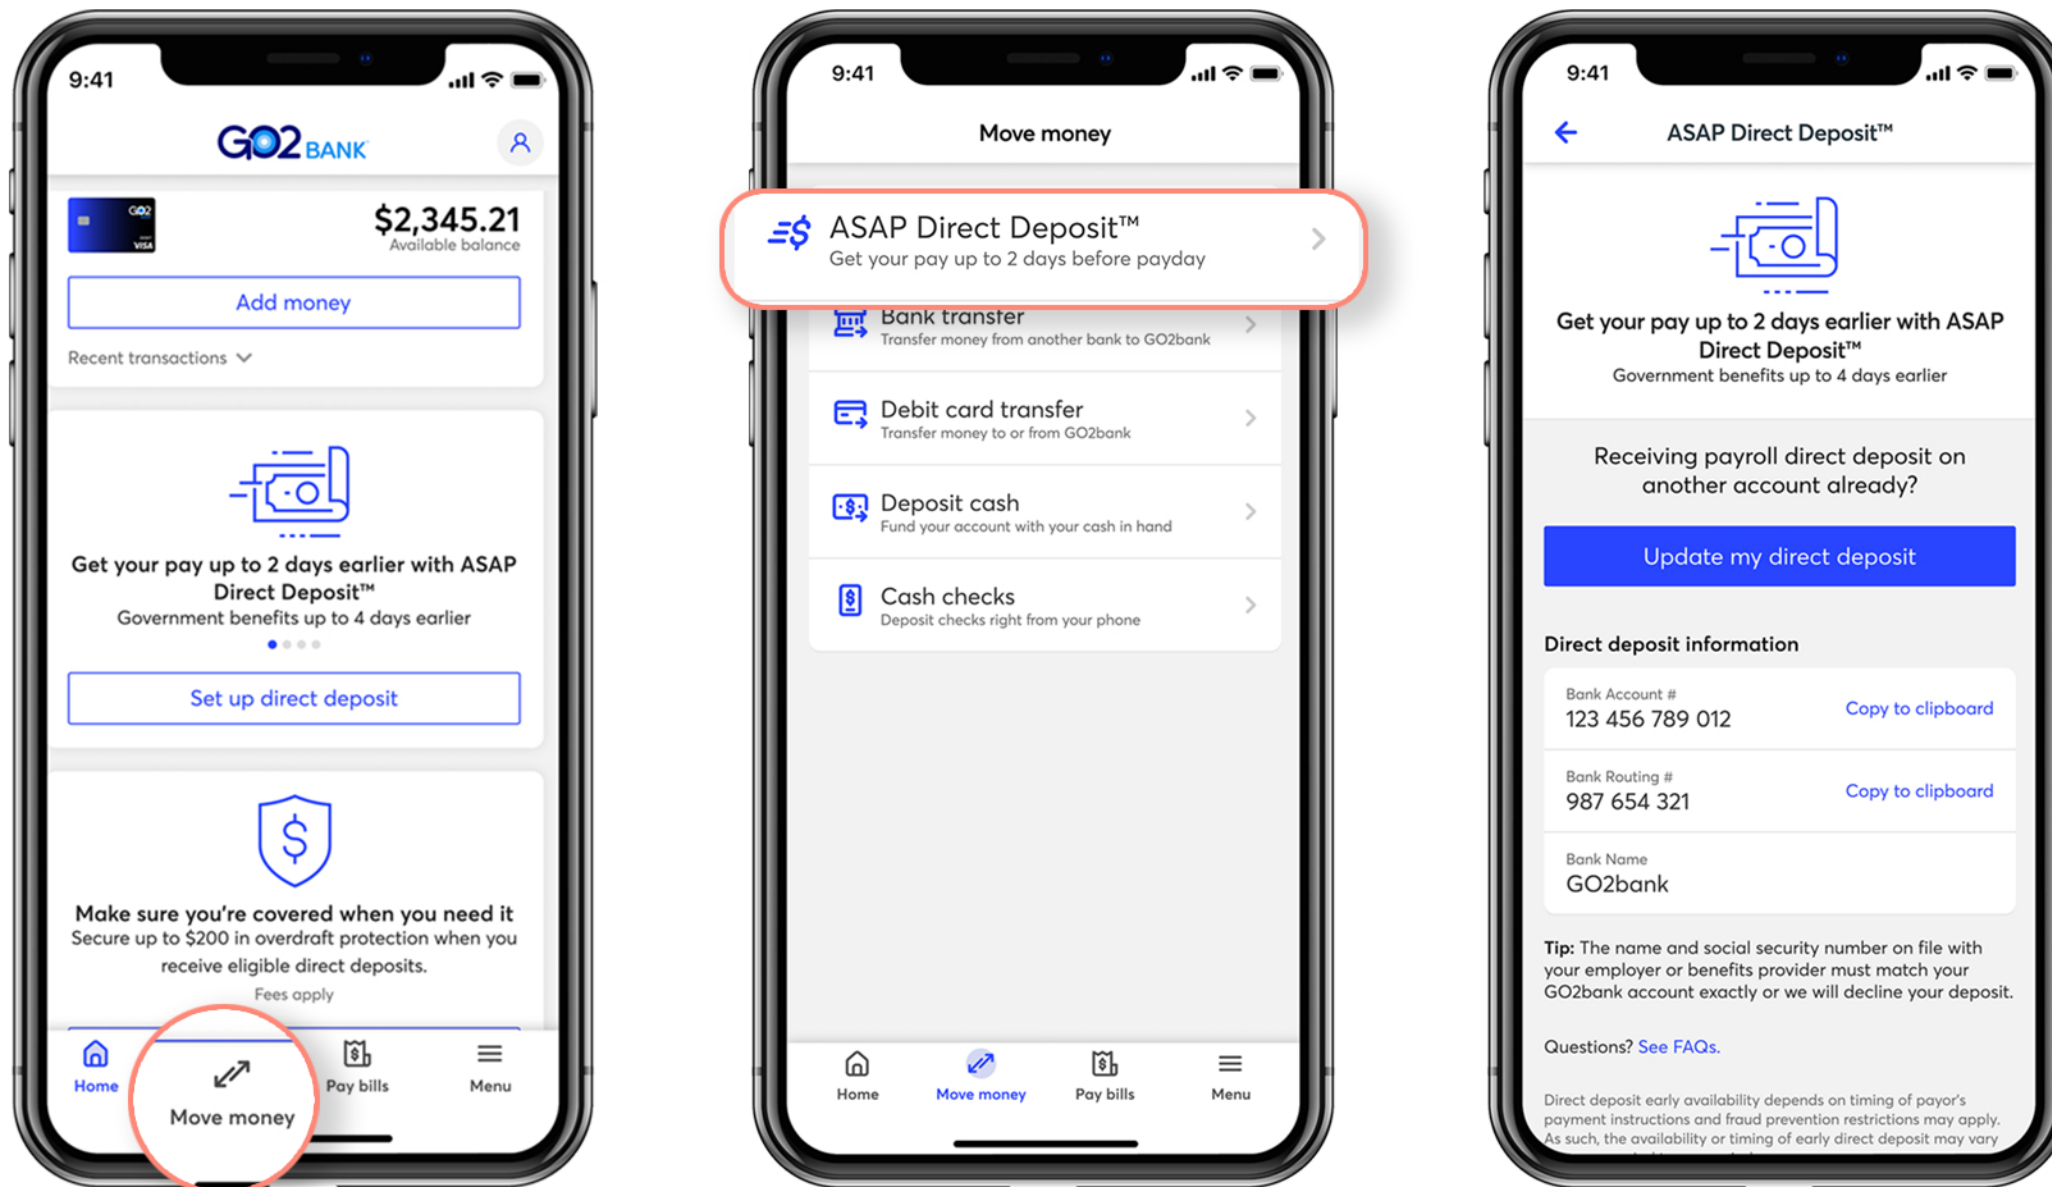 9:41
GO2 BANK
GO2
DEBIT
VISA
$2,345.21
Available balance
Add money
Recent transactions
Get your pay up to 2 days earlier with ASAP
Direct Deposit™
Government benefits up to 4 days earlier
Set up direct deposit
$
Make sure you're covered when you need it
Secure up to $200 in overdraft protection when you
receive eligible direct deposits.
Fees apply
Home
Move money
Pay bills
Menu
9:41
Move money
ASAP Direct Deposit™
Get your pay up to 2 days before payday
Bank transfer
Transfer money from another bank to GO2bank
Debit card transfer
Transfer money to or from GO2bank
Deposit cash
Fund your account with your cash in hand
Cash checks
Deposit checks right from your phone
Home
Move money
Pay bills
Menu
9:41
ASAP Direct Deposit™
Get your pay up to 2 days earlier with ASAP
Direct Deposit™
Government benefits up to 4 days earlier
Receiving payroll direct deposit on
another account already?
Update my direct deposit
Direct deposit information
Bank Account #
123 456 789 012
Copy to clipboard
Bank Routing #
987 654 321
Copy to clipboard
Bank Name
GO2bank
Tip: The name and social security number on file with
your employer or benefits provider must match your
GO2bank account exactly or we will decline your deposit.
Questions? See FAQs.
Direct deposit early availability depends on timing of payor's
payment instructions and fraud prevention restrictions may apply.
As such, the availability or timing of early direct deposit may vary